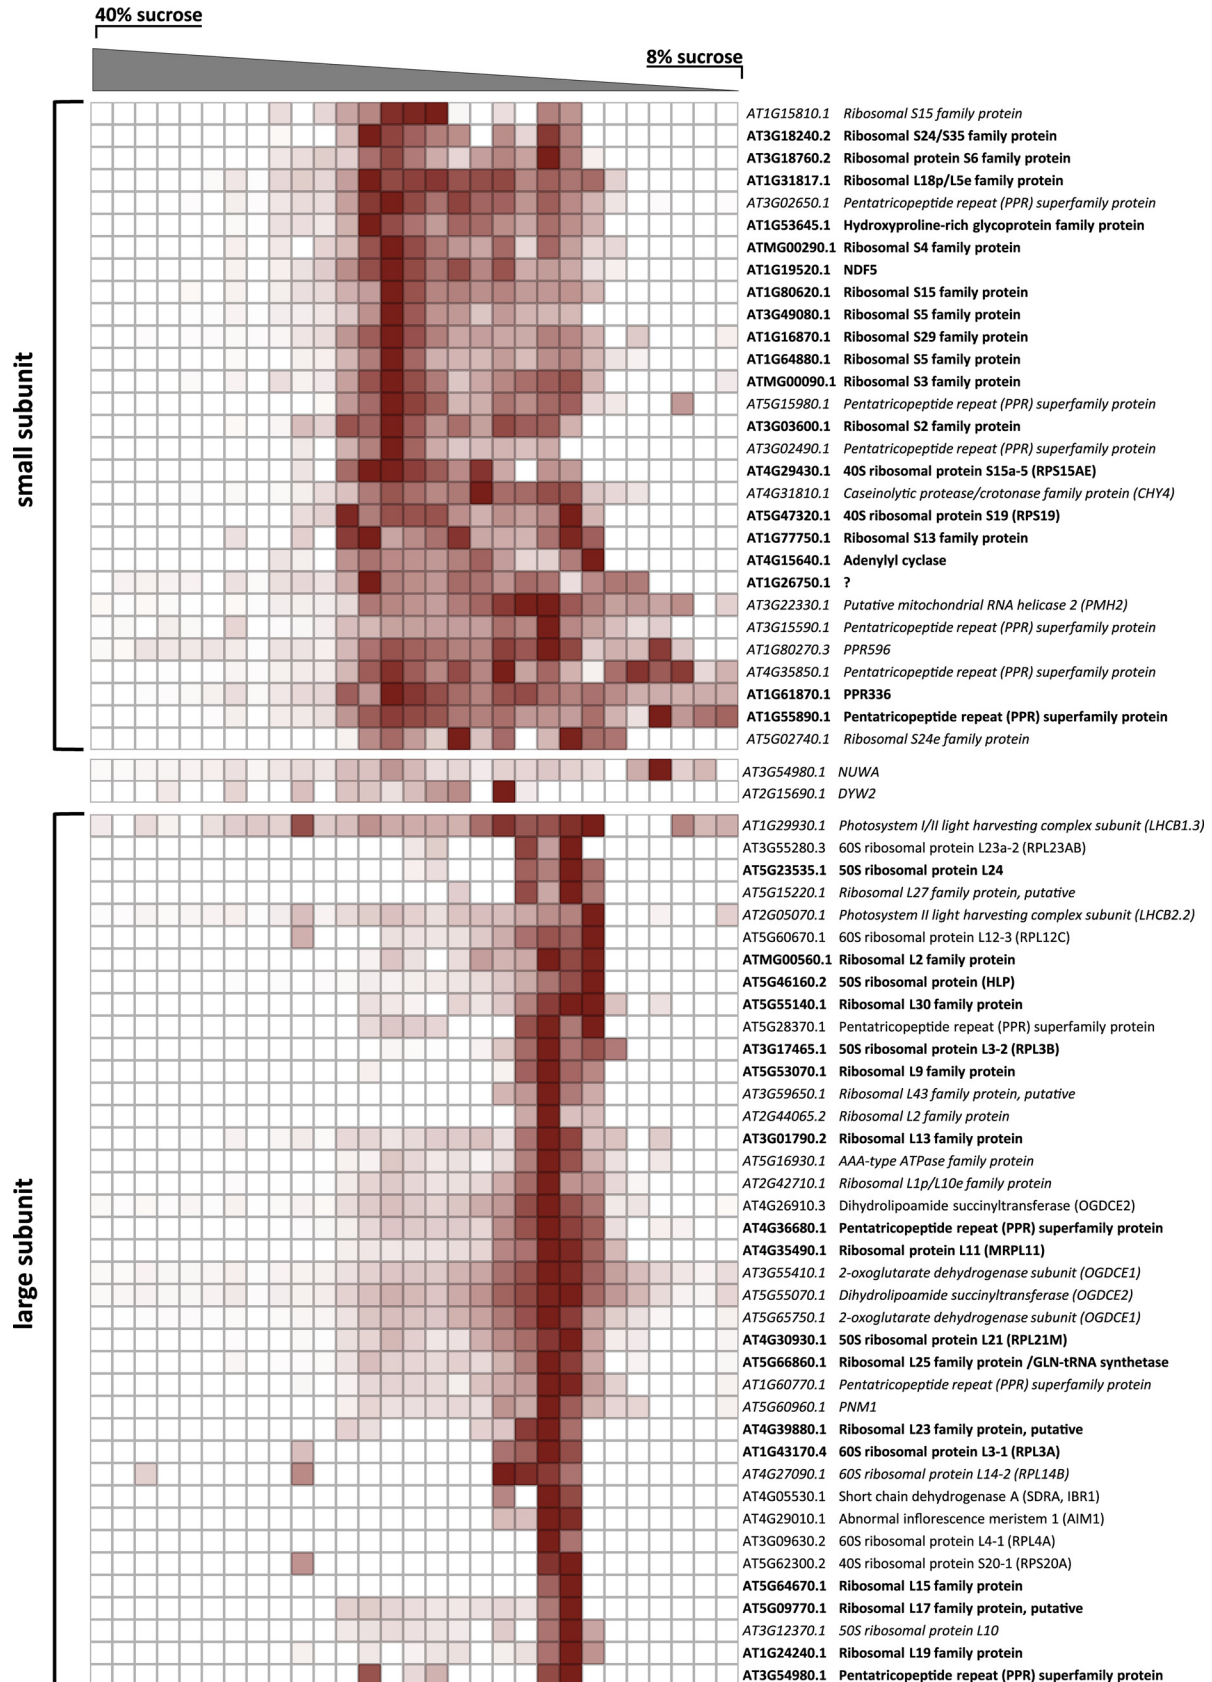 40% sucrose
8% sucrose
small subunit
AT1G15810.1 Ribosomal S15 family protein
AT3G18240.2 Ribosomal S24/S35 family protein
AT3G18760.2 Ribosomal protein S6 family protein
AT1G31817.1 Ribosomal L18p/L5e family protein
AT3G02650.1 Pentatricopeptide repeat (PPR) superfamily protein
AT1G53645.1 Hydroxyproline-rich glycoprotein family protein
ATMG00290.1 Ribosomal S4 family protein
AT1G19520.1 NDF5
AT1G80620.1 Ribosomal S15 family protein
AT3G49080.1 Ribosomal S5 family protein
AT1G16870.1 Ribosomal S29 family protein
AT1G64880.1 Ribosomal S5 family protein
ATMG00090.1 Ribosomal S3 family protein
AT5G15980.1 Pentatricopeptide repeat (PPR) superfamily protein
AT3G03600.1 Ribosomal S2 family protein
AT3G02490.1 Pentatricopeptide repeat (PPR) superfamily protein
AT4G29430.1 40S ribosomal protein S15a-5 (RPS15AE)
AT4G31810.1 Caseinolytic protease/crotonase family protein (CHY4)
AT5G47320.1 40S ribosomal protein S19 (RPS19)
AT1G77750.1 Ribosomal S13 family protein
AT4G15640.1 Adenylyl cyclase
AT1G26750.1 ?
AT3G22330.1 Putative mitochondrial RNA helicase 2 (PMH2)
AT3G15590.1 Pentatricopeptide repeat (PPR) superfamily protein
AT1G80270.3 PPR596
AT4G35850.1 Pentatricopeptide repeat (PPR) superfamily protein
AT1G61870.1 PPR336
AT1G55890.1 Pentatricopeptide repeat (PPR) superfamily protein
AT5G02740.1 Ribosomal S24e family protein
AT3G54980.1 NUWA
AT2G15690.1 DYW2
large subunit
AT1G29930.1 Photosystem I/II light harvesting complex subunit (LHCB1.3)
AT3G55280.3 60S ribosomal protein L23a-2 (RPL23AB)
AT5G23535.1 50S ribosomal protein L24
AT5G15220.1 Ribosomal L27 family protein, putative
AT2G05070.1 Photosystem II light harvesting complex subunit (LHCB2.2)
AT5G60670.1 60S ribosomal protein L12-3 (RPL12C)
ATMG00560.1 Ribosomal L2 family protein
AT5G46160.2 50S ribosomal protein (HLP)
AT5G55140.1 Ribosomal L30 family protein
AT5G28370.1 Pentatricopeptide repeat (PPR) superfamily protein
AT3G17465.1 50S ribosomal protein L3-2 (RPL3B)
AT5G53070.1 Ribosomal L9 family protein
AT3G59650.1 Ribosomal L43 family protein, putative
AT2G44065.2 Ribosomal L2 family protein
AT3G01790.2 Ribosomal L13 family protein
AT5G16930.1 AAA-type ATPase family protein
AT2G42710.1 Ribosomal L1p/L10e family protein
AT4G26910.3 Dihydrolipoamide succinyltransferase (OGDCE2)
AT4G36680.1 Pentatricopeptide repeat (PPR) superfamily protein
AT4G35490.1 Ribosomal protein L11 (MRPL11)
AT3G55410.1 2-oxoglutarate dehydrogenase subunit (OGDCE1)
AT5G55070.1 Dihydrolipoamide succinyltransferase (OGDCE2)
AT5G65750.1 2-oxoglutarate dehydrogenase subunit (OGDCE1)
AT4G30930.1 50S ribosomal protein L21 (RPL21M)
AT5G66860.1 Ribosomal L25 family protein /GLN-tRNA synthetase
AT1G60770.1 Pentatricopeptide repeat (PPR) superfamily protein
AT5G60960.1 PNM1
AT4G39880.1 Ribosomal L23 family protein, putative
AT1G43170.4 60S ribosomal protein L3-1 (RPL3A)
AT4G27090.1 60S ribosomal protein L14-2 (RPL14B)
AT4G05530.1 Short chain dehydrogenase A (SDRA, IBR1)
AT4G29010.1 Abnormal inflorescence meristem 1 (AIM1)
AT3G09630.2 60S ribosomal protein L4-1 (RPL4A)
AT5G62300.2 40S ribosomal protein S20-1 (RPS20A)
AT5G64670.1 Ribosomal L15 family protein
AT5G09770.1 Ribosomal L17 family protein, putative
AT3G12370.1 50S ribosomal protein L10
AT1G24240.1 Ribosomal L19 family protein
AT3G54980.1 Pentatricopeptide repeat (PPR) superfamily protein